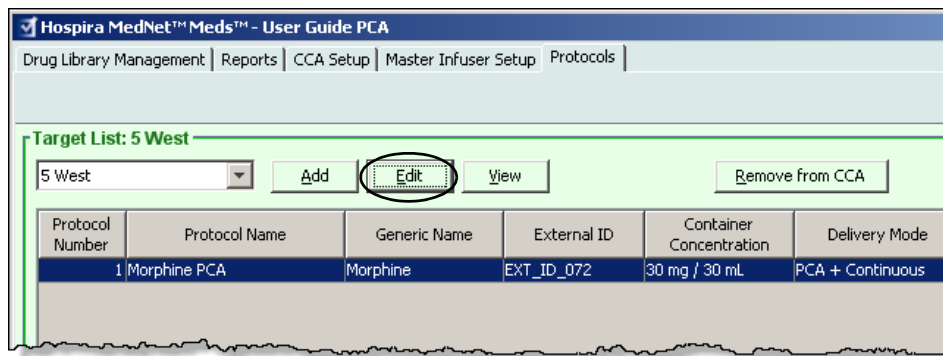 Hospira MedNet™ Meds™ - User Guide PCA
Drug Library Management Reports CCA Setup Master Infuser Setup Protocols
Target List: 5 West
5 West Add Edit View Remove from CCA
Protocol Number Protocol Name Generic Name External ID Container Concentration Delivery Mode
1 Morphine PCA Morphine EXT_ID_072 30 mg / 30 mL PCA + Continuous